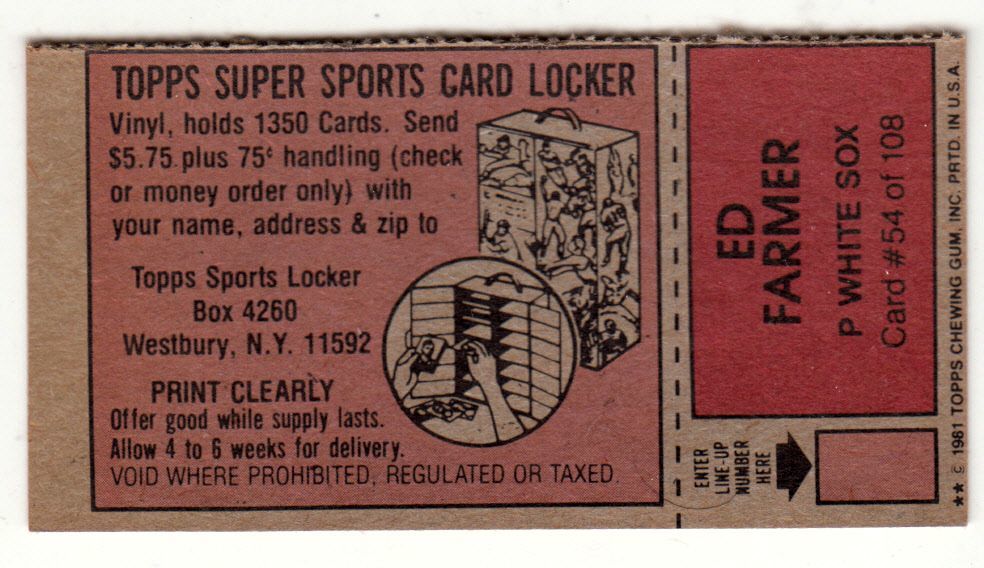 TOPPS SUPER SPORTS CARD LOCKER
Vinyl, holds 1350 Cards. Send
$5.75 plus 75¢ handling (check
or money order only) with
your name, address & zip to
Topps Sports Locker
Box 4260
Westbury, N.Y. 11592
PRINT CLEARLY
Offer good while supply lasts.
Allow 4 to 6 weeks for delivery.
VOID WHERE PROHIBITED, REGULATED OR TAXED.
ED
FARMER
P WHITE SOX
Card #54 of 108
ENTER
LINE-UP
NUMBER
HERE
★★ © 1981 TOPPS CHEWING GUM, INC. PRTD. IN U.S.A.